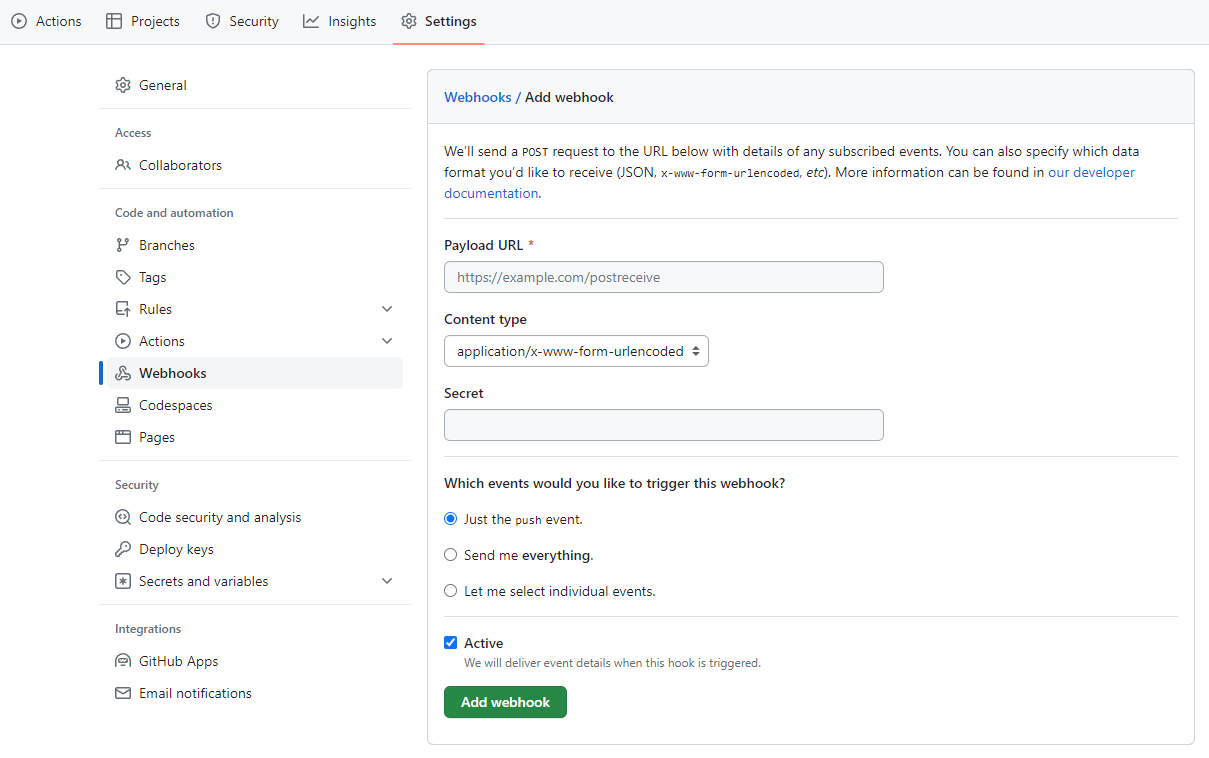 Actions Projects Security Insights Settings
General
Access
Collaborators
Code and automation
Branches
Tags
Rules
Actions
Webhooks
Codespaces
Pages
Security
Code security and analysis
Deploy keys
Secrets and variables
Integrations
GitHub Apps
Email notifications
Webhooks / Add webhook
We'll send a POST request to the URL below with details of any subscribed events. You can also specify which data
format you'd like to receive (JSON, x-www-form-urlencoded, etc). More information can be found in our developer
documentation.
Payload URL *
https://example.com/postreceive
Content type
application/x-www-form-urlencoded
Secret
Which events would you like to trigger this webhook?
Just the push event.
Send me everything.
Let me select individual events.
Active
We will deliver event details when this hook is triggered.
Add webhook